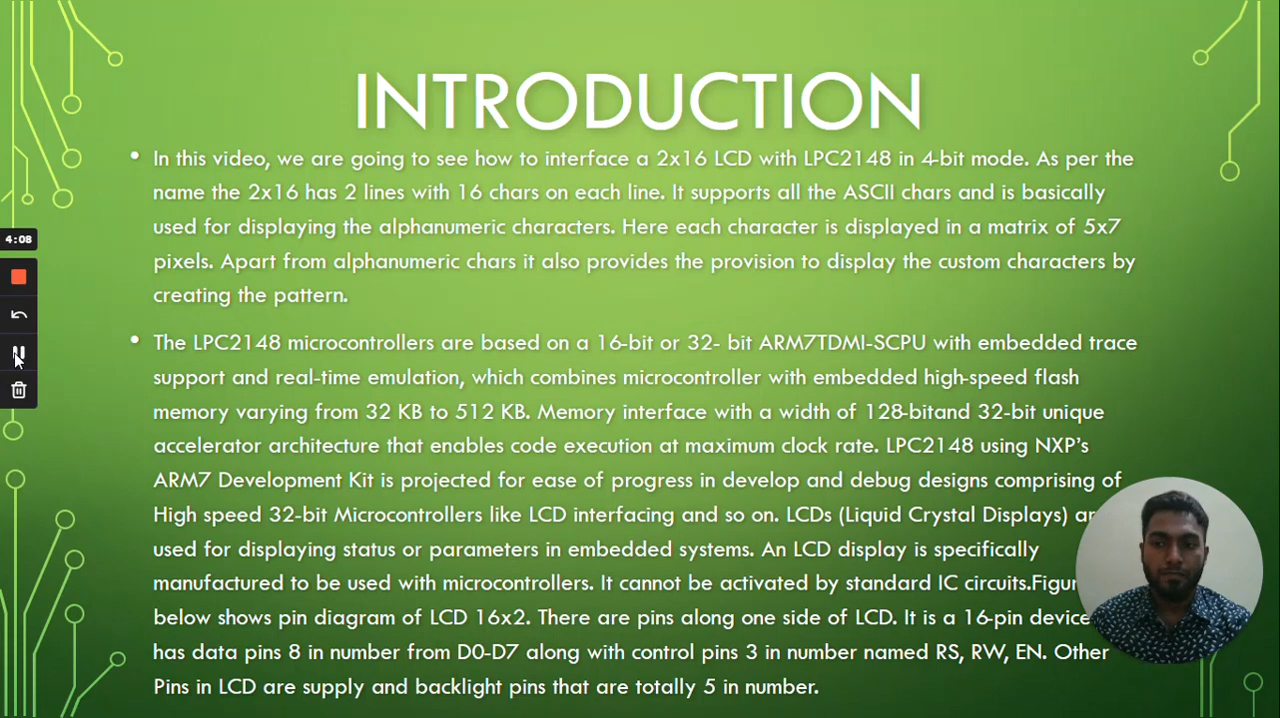 INTRODUCTION
• In this video, we are going to see how to interface a 2x16 LCD with LPC2148 in 4-bit mode. As per the
name the 2x16 has 2 lines with 16 chars on each line. It supports all the ASCII chars and is basically
used for displaying the alphanumeric characters. Here each character is displayed in a matrix of 5x7
pixels. Apart from alphanumeric chars it also provides the provision to display the custom characters by
creating the pattern.
4:08
• The LPC2148 microcontrollers are based on a 16-bit or 32- bit ARM7TDMI-SCPU with embedded trace
support and real-time emulation, which combines microcontroller with embedded high-speed flash
memory varying from 32 KB to 512 KB. Memory interface with a width of 128-bitand 32-bit unique
accelerator architecture that enables code execution at maximum clock rate. LPC2148 using NXP’s
ARM7 Development Kit is projected for ease of progress in develop and debug designs comprising of
High speed 32-bit Microcontrollers like LCD interfacing and so on. LCDs (Liquid Crystal Displays)
used for displaying status or parameters in embedded systems. An LCD display is specifically
manufactured to be used with microcontrollers. It cannot be activated by standard IC circuits.
below shows pin diagram of LCD 16x2. There are pins along one side of LCD. It is a 16-pin device
has data pins 8 in number from D0-D7 along with control pins 3 in number named RS, RW, EN. Other
Pins in LCD are supply and backlight pins that are totally 5 in number.